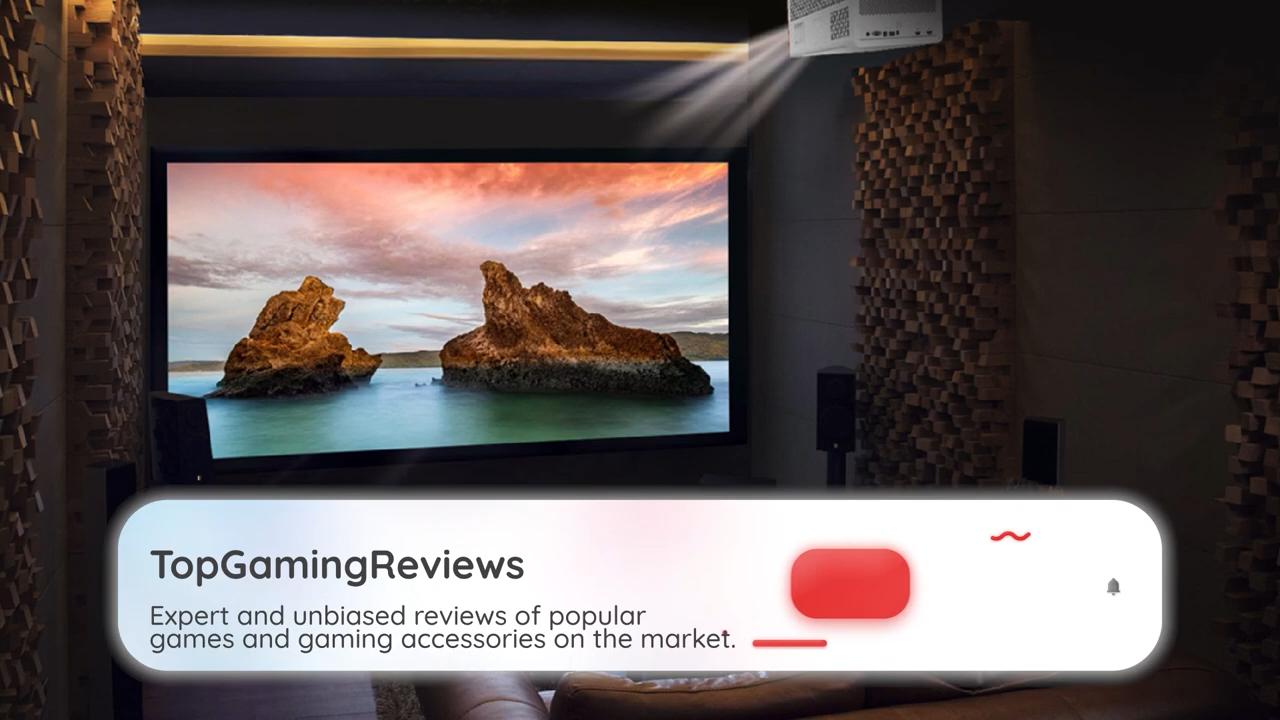 TopGamingReviews
Expert and unbiased reviews of popular
games and gaming accessories on the market.